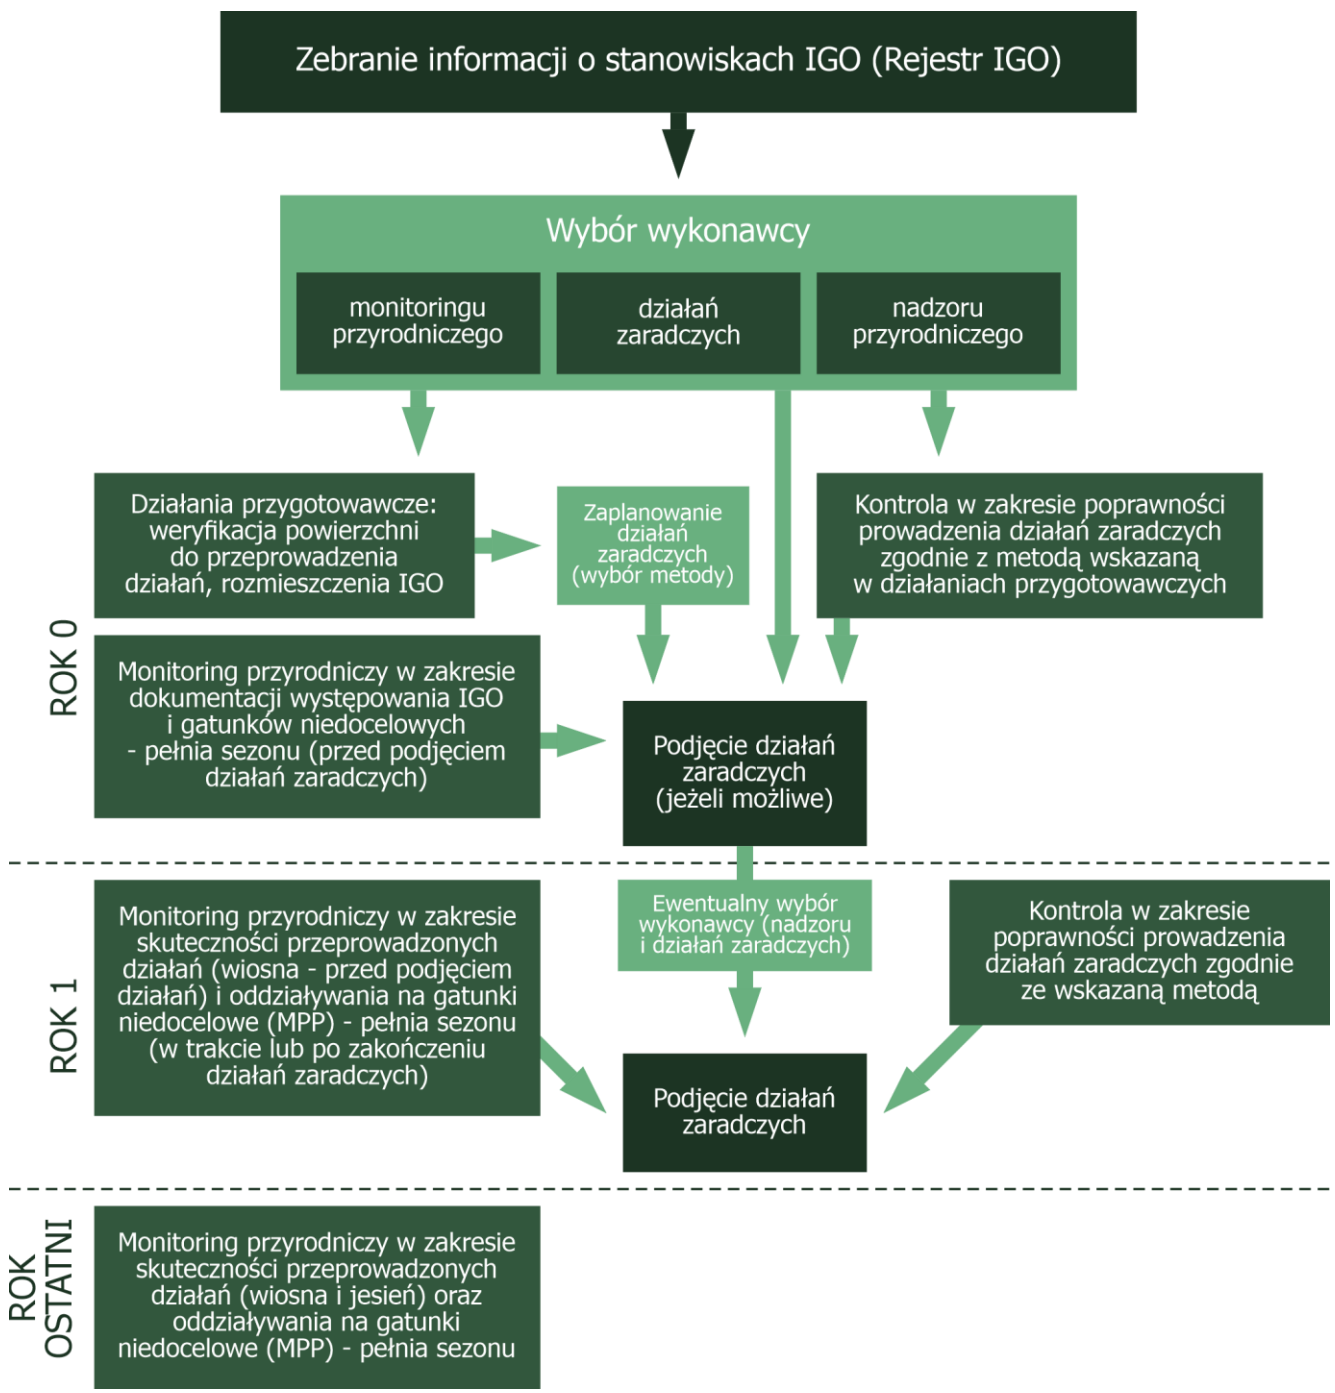 Zebranie informacji o stanowiskach IGO (Rejestr IGO)
Wybór wykonawcy
monitoringu
przyrodniczego
działań
zaradczych
nadzoru
przyrodniczego
ROK 0
Działania przygotowawcze:
weryfikacja powierzchni
do przeprowadzenia
działań, rozmieszczenia IGO
Zaplanowanie
działań
zaradczych
(wybór metody)
Kontrola w zakresie poprawności
prowadzenia działań zaradczych
zgodnie z metodą wskazaną
w działaniach przygotowawczych
Monitoring przyrodniczy w zakresie
dokumentacji występowania IGO
i gatunków niedocelowych
- pełnia sezonu (przed podjęciem
działań zaradczych)
Podjęcie działań
zaradczych
(jeżeli możliwe)
ROK 1
Monitoring przyrodniczy w zakresie
skuteczności przeprowadzonych
działań (wiosna - przed podjęciem
działań) i oddziaływania na gatunki
niedocelowe (MPP) - pełnia sezonu
(w trakcie lub po zakończeniu
działań zaradczych)
Ewentualny wybór
wykonawcy (nadzoru
i działań zaradczych)
Kontrola w zakresie
poprawności prowadzenia
działań zaradczych zgodnie
ze wskazaną metodą
Podjęcie działań
zaradczych
ROK
OSTATNI
Monitoring przyrodniczy w zakresie
skuteczności przeprowadzonych
działań (wiosna i jesień) oraz
oddziaływania na gatunki
niedocelowe (MPP) - pełnia sezonu